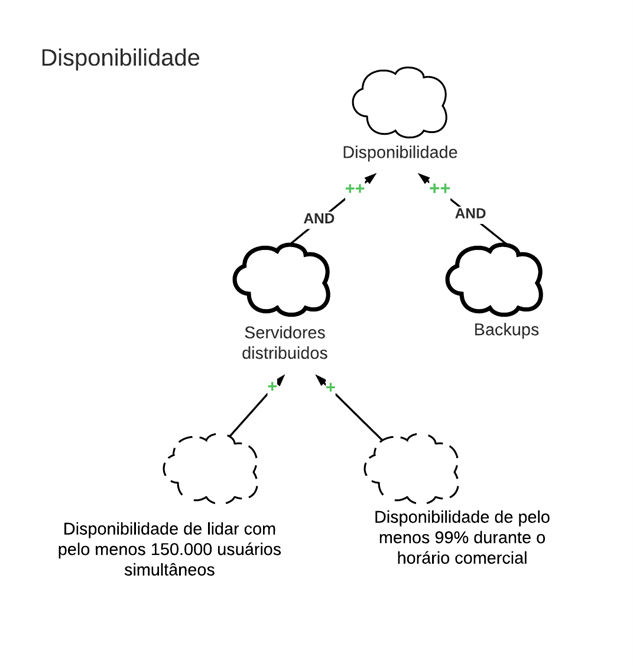 Disponibilidade
Disponibilidade
++
++
AND
AND
Servidores
distribuidos
Backups
+
+
Disponibilidade de lidar com
pelo menos 150.000 usuários
simultâneos
Disponibilidade de pelo
menos 99% durante o
horário comercial